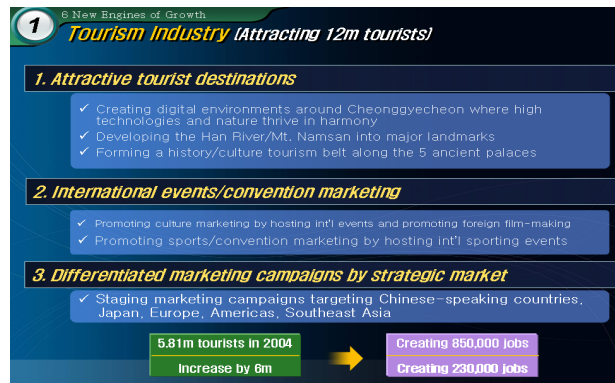 6 New Engines of Growth
1
Tourism Industry (Attracting 12m tourists)
1. Attractive tourist destinations
✓ Creating digital environments around Cheonggyecheon where high
technologies and nature thrive in harmony
✓ Developing the Han River/Mt. Namsan into major landmarks
✓ Forming a history/culture tourism belt along the 5 ancient palaces
2. International events/convention marketing
✓ Promoting culture marketing by hosting int'l events and promoting foreign film-making
✓ Promoting sports/convention marketing by hosting int'l sporting events
3. Differentiated marketing campaigns by strategic market
✓ Staging marketing campaigns targeting Chinese-speaking countries,
Japan, Europe, Americas, Southeast Asia
5.81m tourists in 2004
Increase by 6m
Creating 850,000 jobs
Creating 230,000 jobs